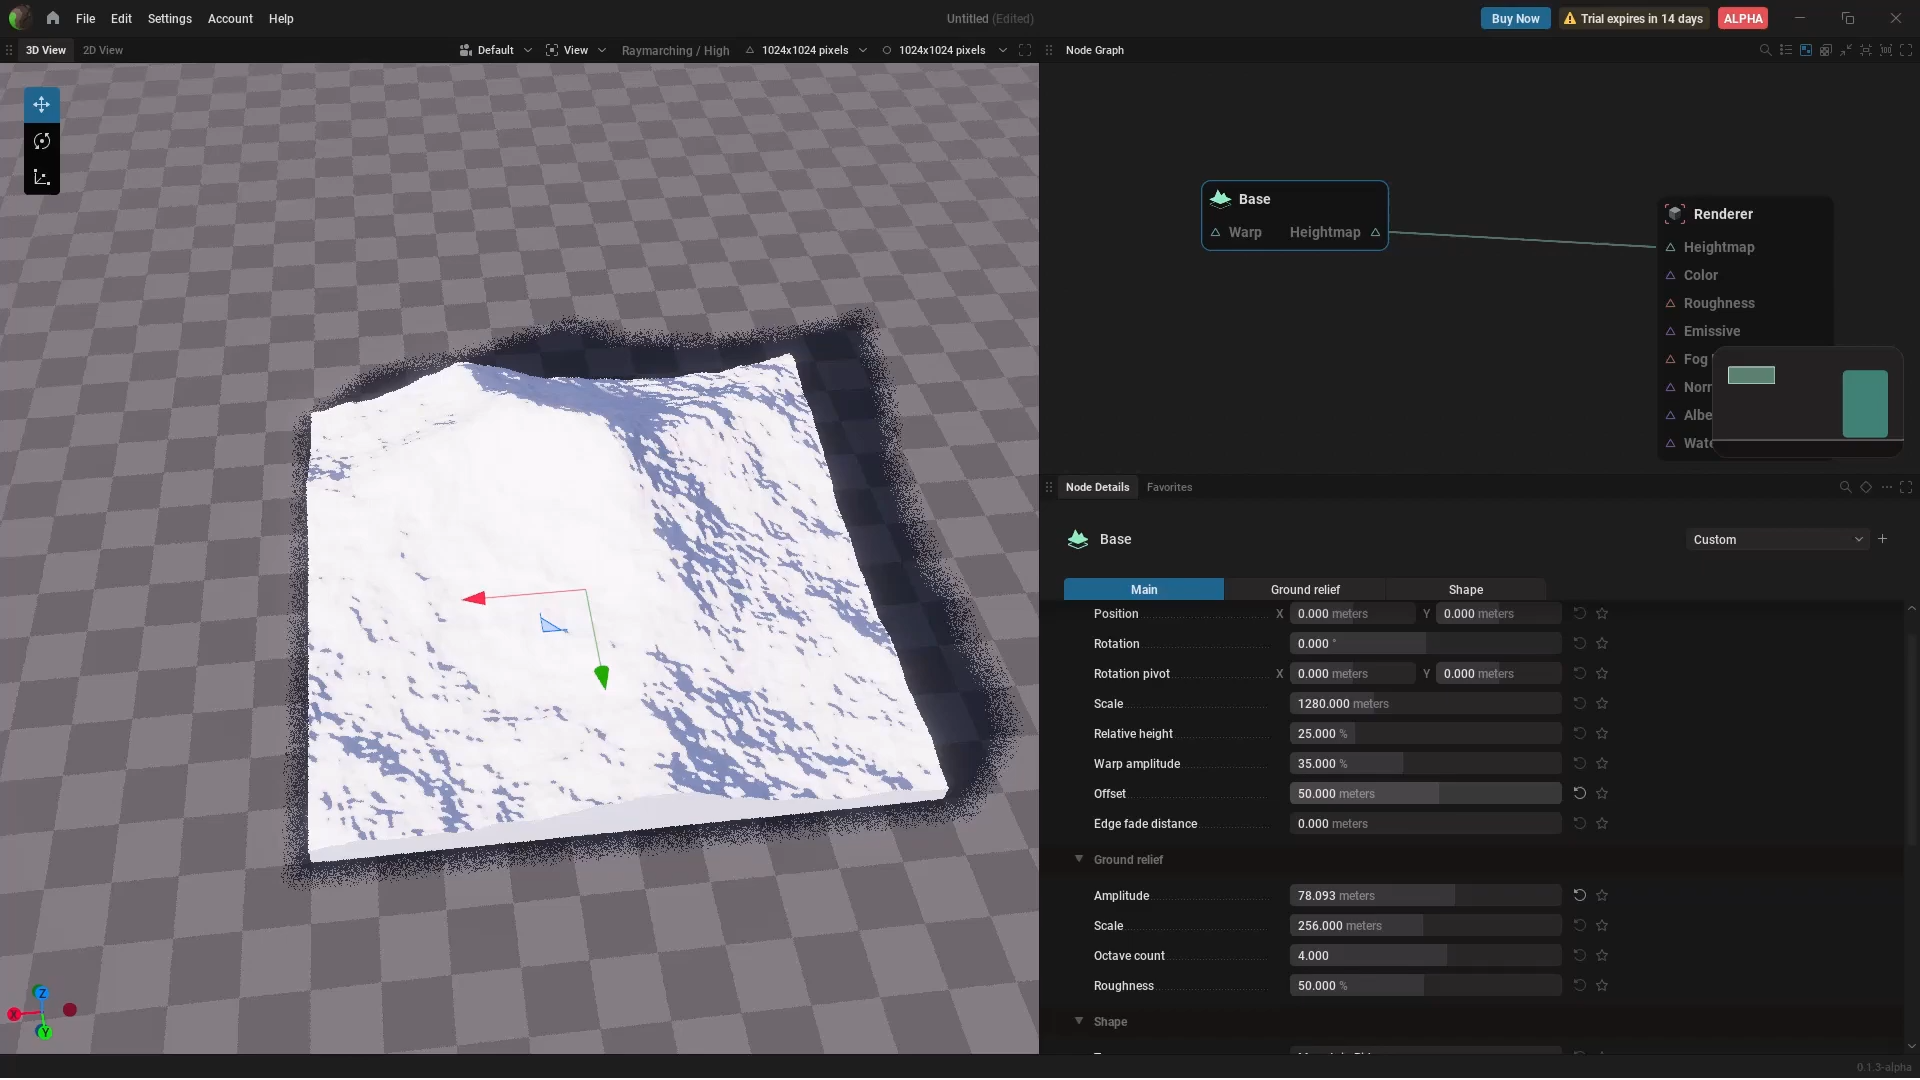 File Edit Settings Account Help
Untitled (Edited)
Buy Now
Trial expires in 14 days
ALPHA
3D View
2D View
Default
View
Raymarching / High
1024x1024 pixels
1024x1024 pixels
Node Graph
Base
Warp Heightmap
Renderer
Heightmap
Color
Roughness
Emissive
Fog
Norr
Albe
Wate
Node Details
Favorites
Base
Custom
Main
Ground relief
Shape
Position X 0.000 meters Y 0.000 meters
Rotation 0.000 °
Rotation pivot X 0.000 meters Y 0.000 meters
Scale 1280.000 meters
Relative height 25.000 %
Warp amplitude 35.000 %
Offset 50.000 meters
Edge fade distance 0.000 meters
Ground relief
Amplitude 78.093 meters
Scale 256.000 meters
Octave count 4.000
Roughness 50.000 %
Shape
Z
X
Y
0.1.3-alpha